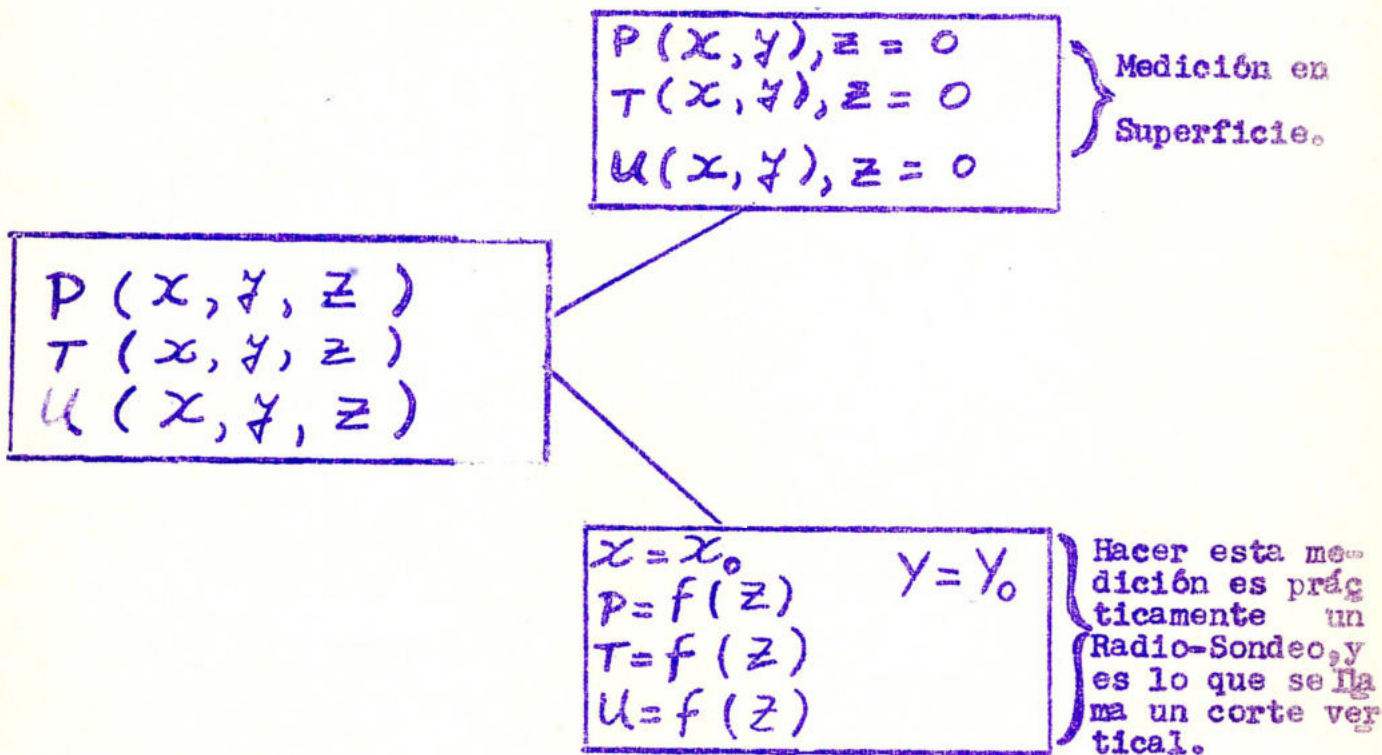 P(x,y), z = 0
T(x,y), z = 0
U(x,y), z = 0
Medición en
Superficie.
P(x,y,z)
T(x,y,z)
U(x,y,z)
x = x₀ Y = Y₀
P = f(Z)
T = f(Z)
U = f(Z)
Hacer esta me-
dición es prác
ticamente un
Radio-Sondeo,y
es lo que se lla
ma un corte ver
tical.